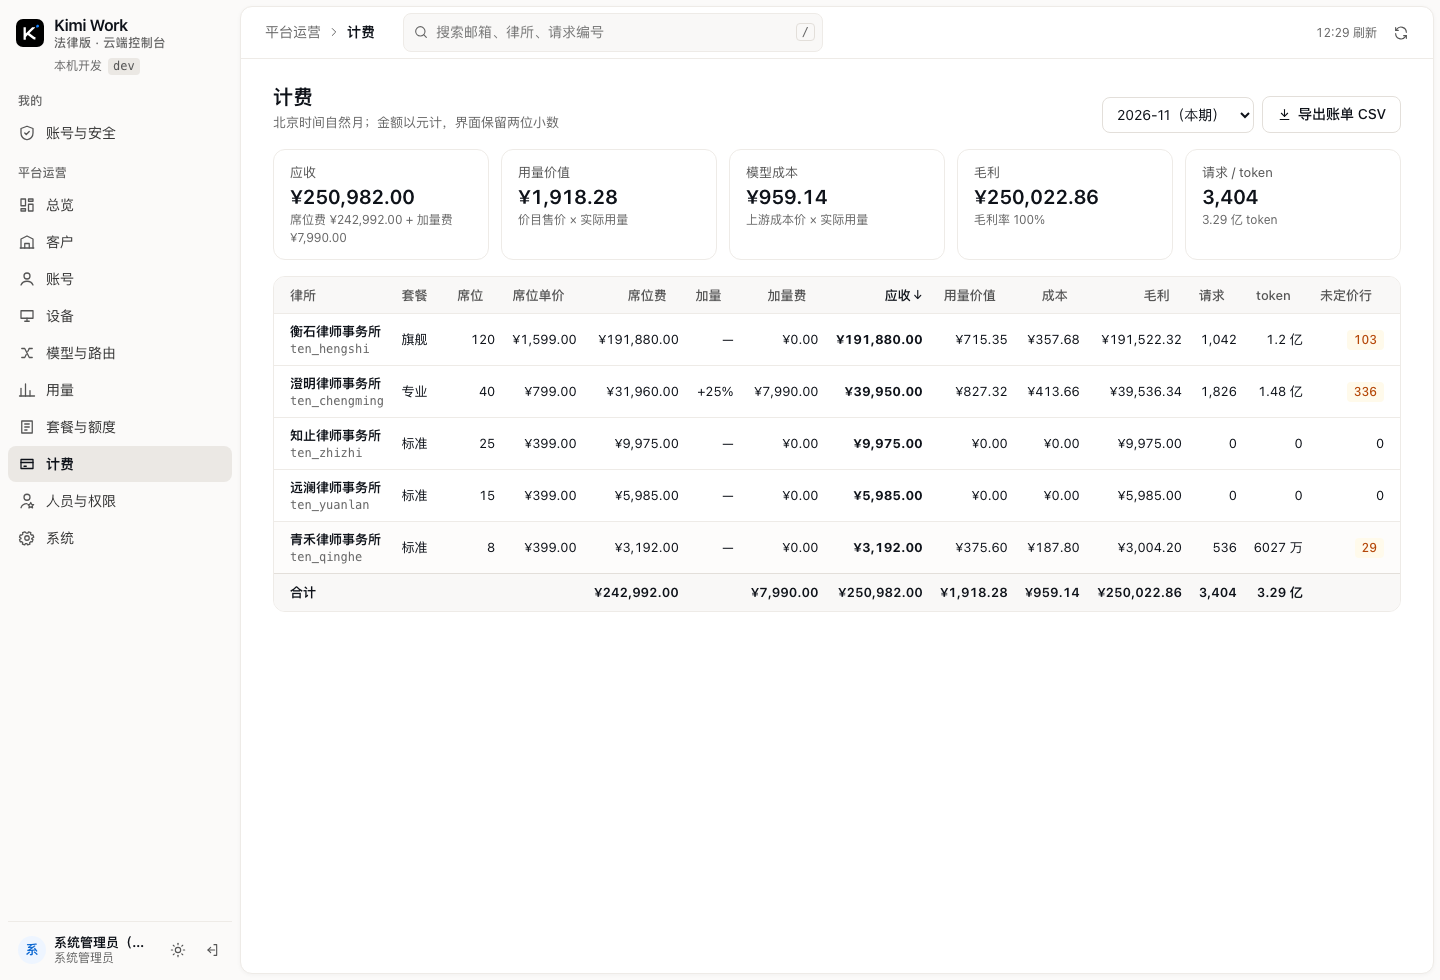 Kimi Work
法律版 · 云端控制台
本机开发 dev
我的
账号与安全
平台运营
总览
客户
账号
设备
模型与路由
用量
套餐与额度
计费
人员与权限
系统
系 系统管理员（...
系统管理员
平台运营 > 计费
搜索邮箱、律所、请求编号 /
12:29 刷新
计费
北京时间自然月；金额以元计，界面保留两位小数
2026-11（本期）
导出账单 CSV
应收
¥250,982.00
席位费 ¥242,992.00 + 加量费
¥7,990.00
用量价值
¥1,918.28
价目售价 × 实际用量
模型成本
¥959.14
上游成本价 × 实际用量
毛利
¥250,022.86
毛利率 100%
请求 / token
3,404
3.29 亿 token
律所 套餐 席位 席位单价 席位费 加量 加量费 应收↓ 用量价值 成本 毛利 请求 token 未定价行
衡石律师事务所 旗舰 120 ¥1,599.00 ¥191,880.00 — ¥0.00 ¥191,880.00 ¥715.35 ¥357.68 ¥191,522.32 1,042 1.2 亿 103
ten_hengshi
澄明律师事务所 专业 40 ¥799.00 ¥31,960.00 +25% ¥7,990.00 ¥39,950.00 ¥827.32 ¥413.66 ¥39,536.34 1,826 1.48 亿 336
ten_chengming
知止律师事务所 标准 25 ¥399.00 ¥9,975.00 — ¥0.00 ¥9,975.00 ¥0.00 ¥0.00 ¥9,975.00 0 0 0
ten_zhizhi
远澜律师事务所 标准 15 ¥399.00 ¥5,985.00 — ¥0.00 ¥5,985.00 ¥0.00 ¥0.00 ¥5,985.00 0 0 0
ten_yuanlan
青禾律师事务所 标准 8 ¥399.00 ¥3,192.00 — ¥0.00 ¥3,192.00 ¥375.60 ¥187.80 ¥3,004.20 536 6027 万 29
ten_qinghe
合计 ¥242,992.00 ¥7,990.00 ¥250,982.00 ¥1,918.28 ¥959.14 ¥250,022.86 3,404 3.29 亿